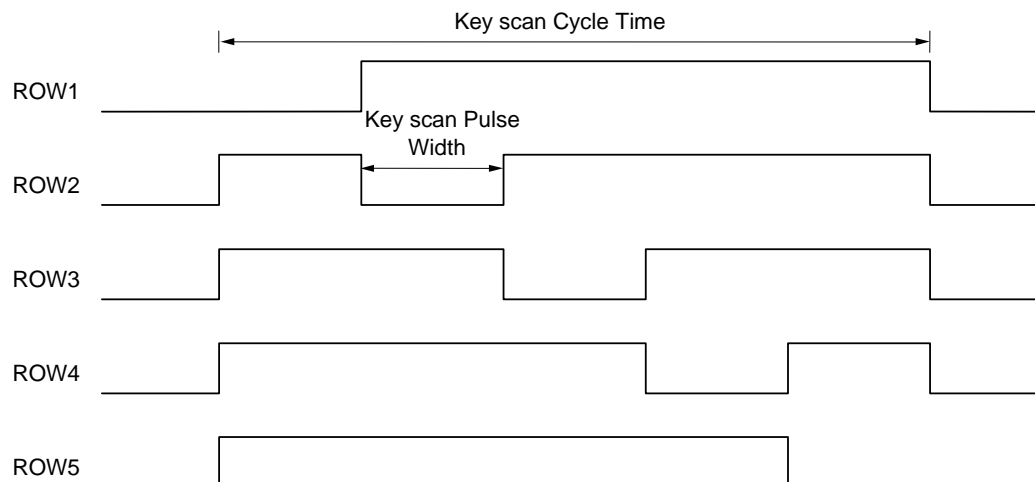 Key scan Cycle Time
ROW1
Key scan Pulse
Width
ROW2
ROW3
ROW4
ROW5